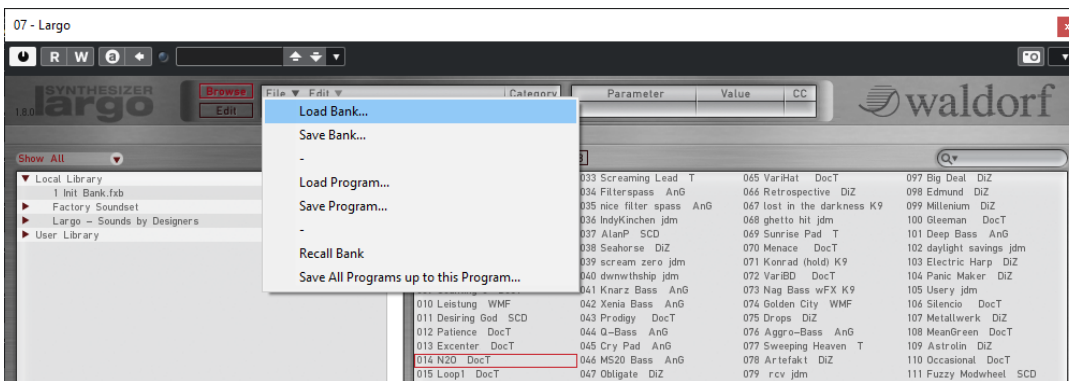 07 - Largo
x
R W a
SYNTHESIZER
1.8.0 largo
Browse
Edit
File ▼ Edit ▼ Category
Parameter Value CC
waldorf
Load Bank...
Save Bank...
-
Load Program...
Save Program...
-
Recall Bank
Save All Programs up to this Program...
Show All
Local Library
1 Init Bank.fxb
Factory Soundset
Largo – Sounds by Designers
User Library
010 Leistung WMF
011 Desiring God SCD
012 Patience DocT
013 Excenter DocT
014 N2O DocT
015 Loop1 DocT
033 Screaming Lead T
034 Filterspass AnG
035 nice filter spass AnG
036 IndyKinchen jdm
037 AlanP SCD
038 Seahorse DiZ
039 scream zero jdm
040 dwnwthship jdm
041 Knarz Bass AnG
042 Xenia Bass AnG
043 Prodigy DocT
044 Q-Bass AnG
045 Cry Pad AnG
046 MS20 Bass AnG
047 Obligate DiZ
065 VariHat DocT
066 Retrospective DiZ
067 lost in the darkness K9
068 ghetto hit jdm
069 Sunrise Pad T
070 Menace DocT
071 Konrad (hold) K9
072 VariBD DocT
073 Nag Bass wFX K9
074 Golden City WMF
075 Drops DiZ
076 Aggro-Bass AnG
077 Sweeping Heaven T
078 Artefakt DiZ
079 rcv jdm
097 Big Deal DiZ
098 Edmund DiZ
099 Millenium DiZ
100 Gleeman DocT
101 Deep Bass AnG
102 daylight savings jdm
103 Electric Harp DiZ
104 Panic Maker DiZ
105 Usery jdm
106 Silencio DocT
107 Metallwerk DiZ
108 MeanGreen DocT
109 Astrolin DiZ
110 Occasional DocT
111 Fuzzy Modwheel SCD